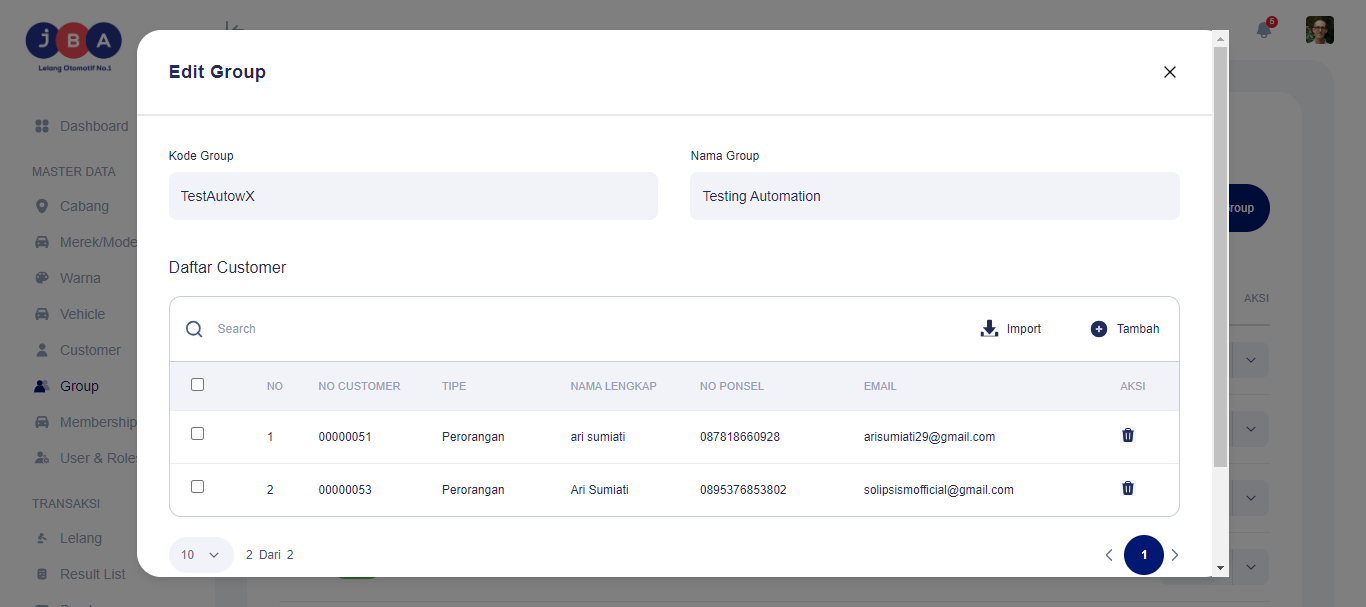 JBA
Lelang Otomotif No.1
6
Edit Group
Dashboard
MASTER DATA
Cabang
Merek/Mode
Warna
Vehicle
Customer
Group
Membership
User & Roles
TRANSAKSI
Lelang
Result List
Kode Group
Nama Group
TestAutowX
Testing Automation
Daftar Customer
Search
Import
Tambah
NO NO CUSTOMER TIPE NAMA LENGKAP NO PONSEL EMAIL AKSI
1 00000051 Perorangan ari sumiati 087818660928 arisumiati29@gmail.com
2 00000053 Perorangan Ari Sumiati 0895376853802 solipsismofficial@gmail.com
10
2 Dari 2
1
roup
AKSI